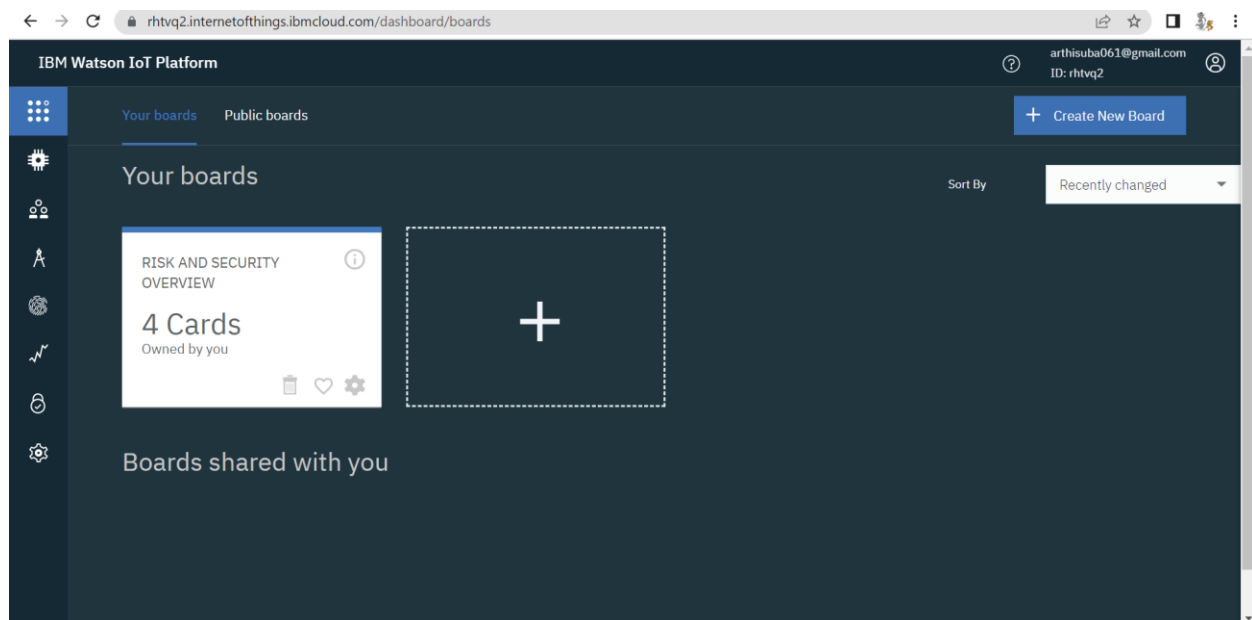 rhtvq2.internetofthings.ibmcloud.com/dashboard/boards
IBM Watson IoT Platform
arthisuba061@gmail.com
ID: rhtvq2
Your boards
Public boards
Create New Board
Your boards
Sort By
Recently changed
RISK AND SECURITY
OVERVIEW
4 Cards
Owned by you
Boards shared with you